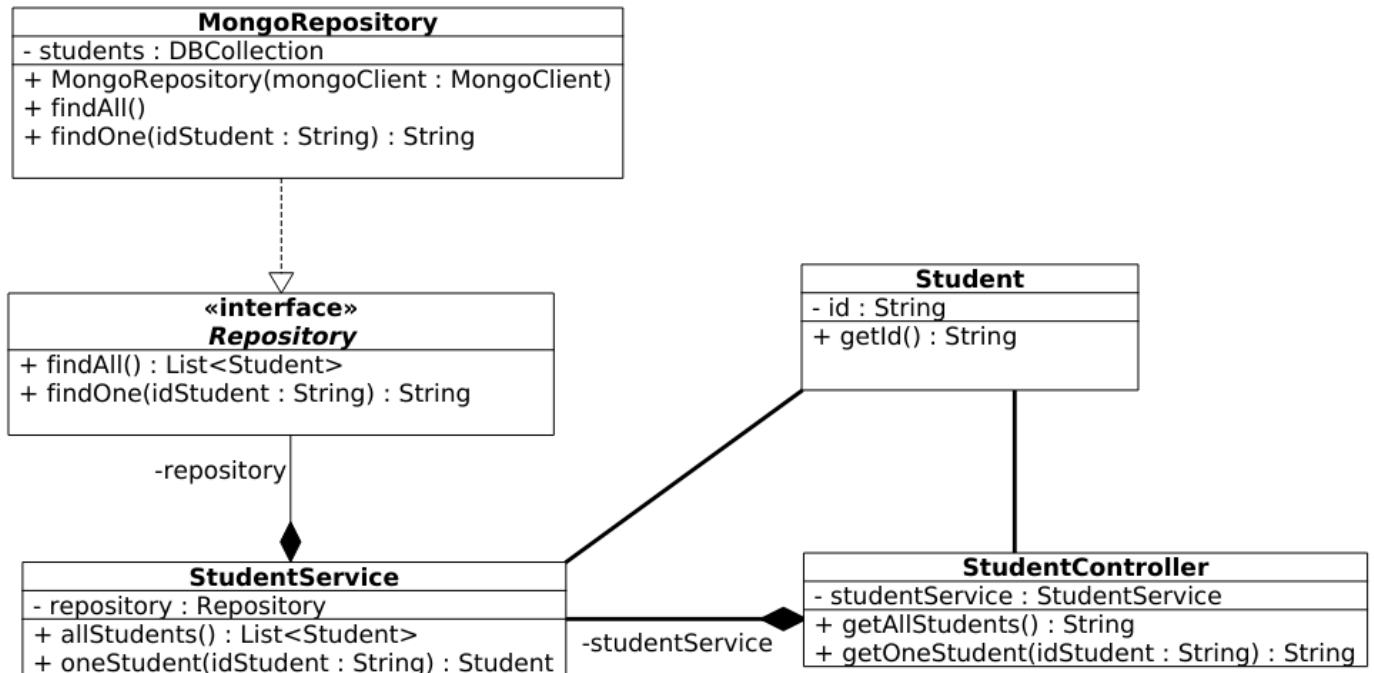 MongoRepository
- students : DBCollection
+ MongoRepository(mongoClient : MongoClient)
+ findAll()
+ findOne(idStudent : String) : String
«interface»
Repository
+ findAll() : List<Student>
+ findOne(idStudent : String) : String
Student
- id : String
+ getId() : String
-repository
StudentService
- repository : Repository
+ allStudents() : List<Student>
+ oneStudent(idStudent : String) : Student
-studentService
StudentController
- studentService : StudentService
+ getAllStudents() : String
+ getOneStudent(idStudent : String) : String